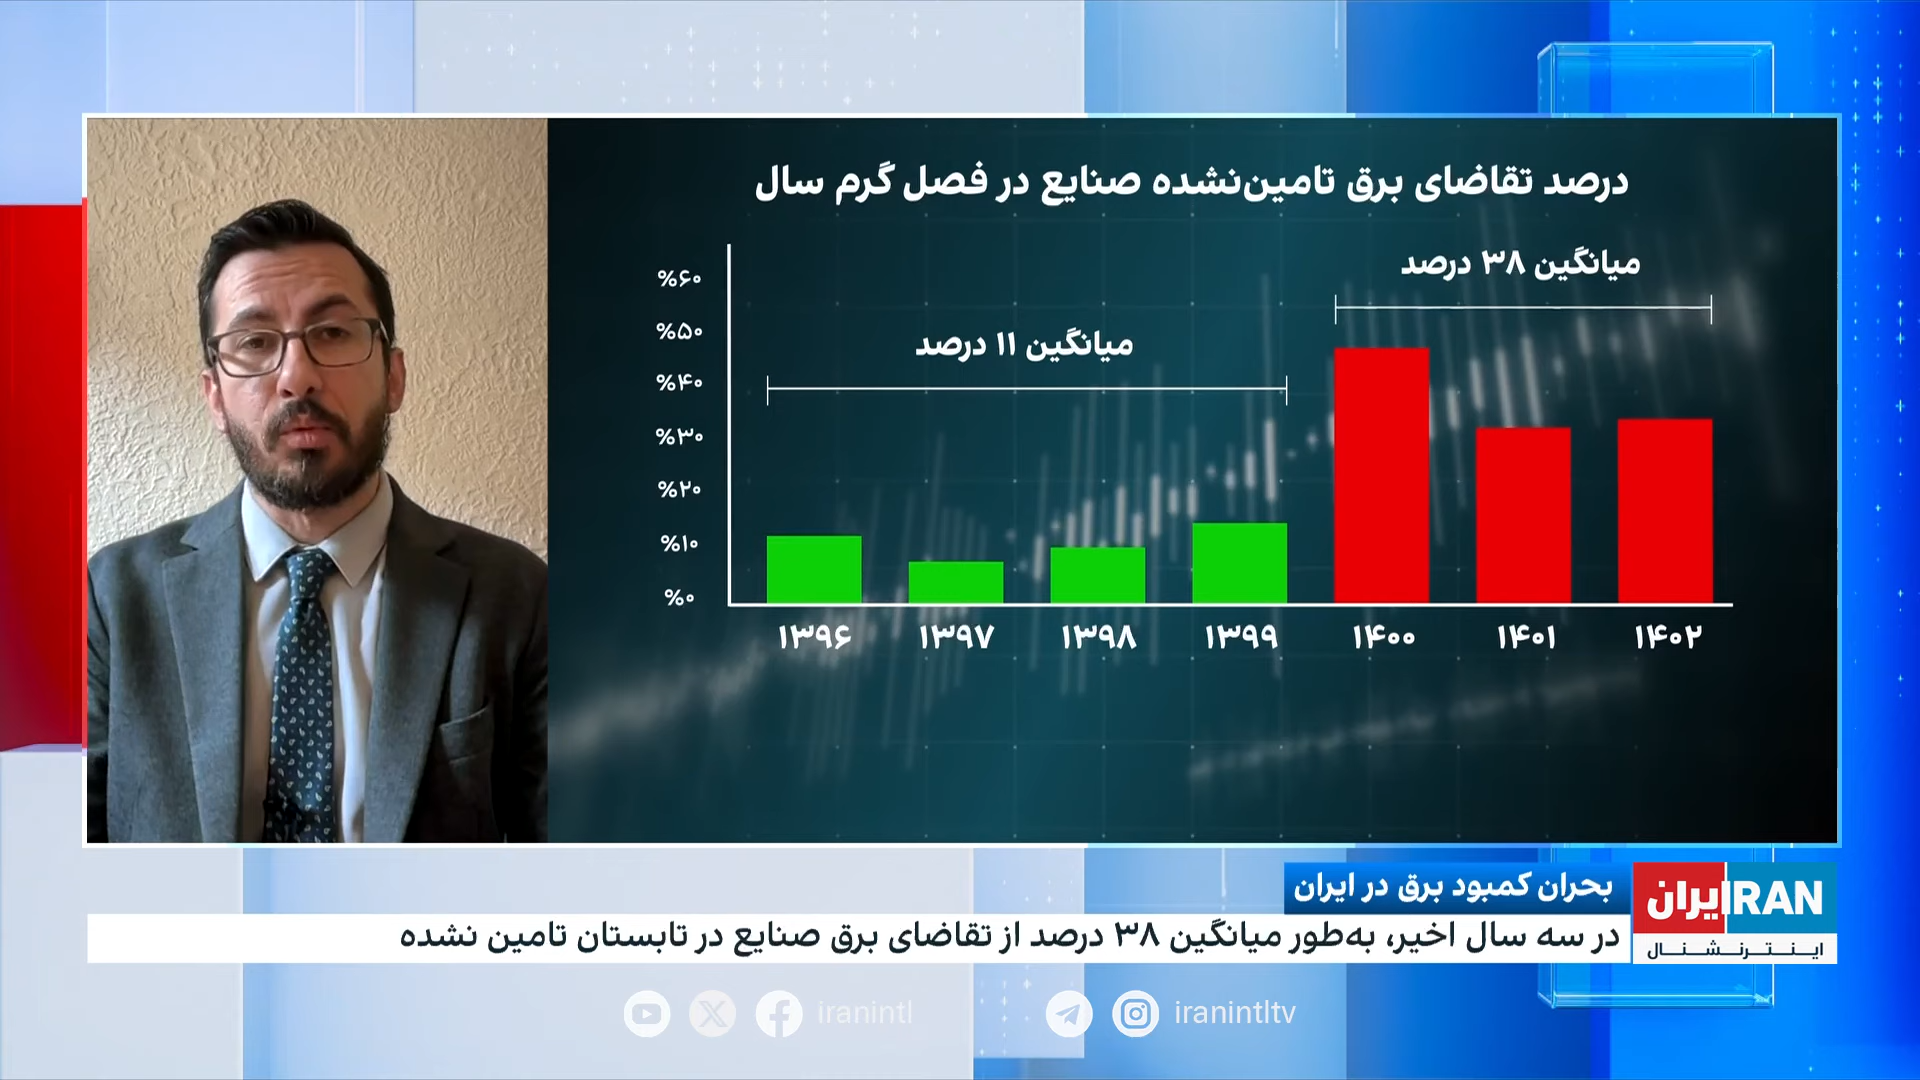 درصد تقاضای برق تامین‌نشده صنایع در فصل گرم سال
میانگین ۳۸ درصد
میانگین ۱۱ درصد
%۶۰
%۵۰
%۴۰
%۳۰
%۲۰
%۱۰
%۰
۱۳۹۶ ۱۳۹۷ ۱۳۹۸ ۱۳۹۹ ۱۴۰۰ ۱۴۰۱ ۱۴۰۲
بحران کمبود برق در ایران
در سه سال اخیر، به‌طور میانگین ۳۸ درصد از تقاضای برق صنایع در تابستان تامین نشده
ایران IRAN
اینترنشنال
iranintl
iranintltv